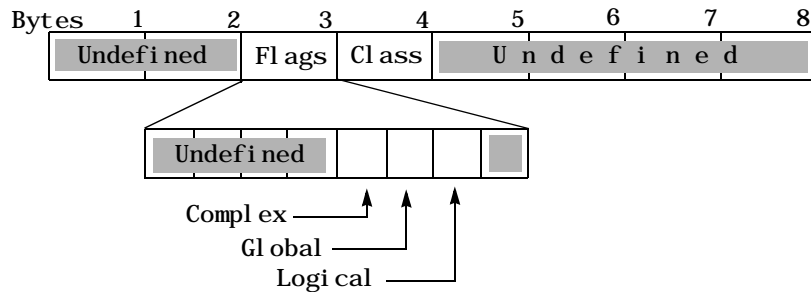 Bytes 1 2 3 4 5 6 7 8
Undefined Flags Class Undefined
Undefined
Complex
Global
Logical